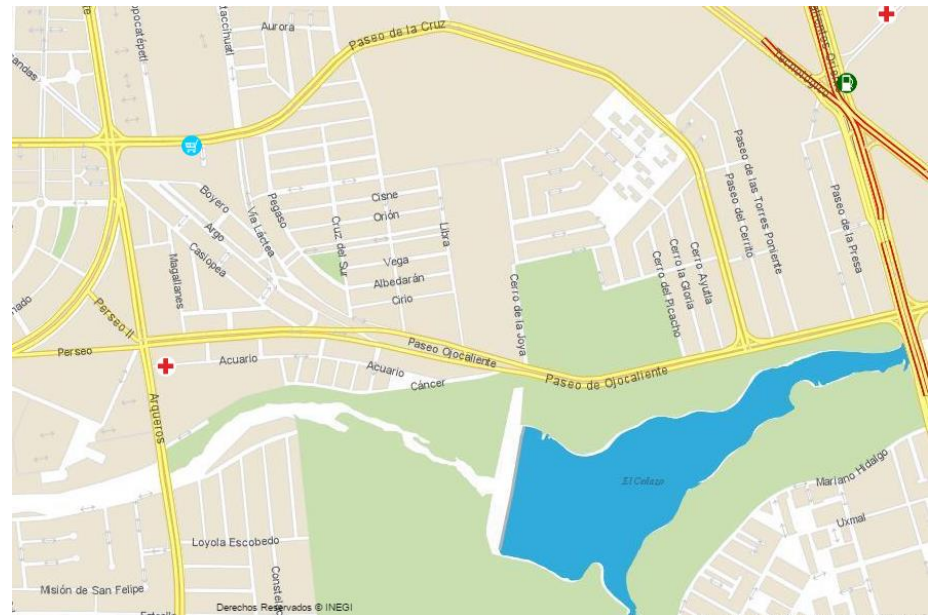 Aurora
Paseo de la Cruz
Tecnológico
Boyero
Argo
Casiopea
Vía Láctea
Pegaso
Magallanes
Cisne
Orión
Cruz del Sur
Libra
Vega
Albedarán
Cirio
Paseo de las Torres Poniente
Paseo del Cerrito
Paseo de la Presa
Cerro Ayutla
Cerro la Gloria
Cerro del Picacho
Cerro de la Joya
Perseo II
Perseo
Acuario
Acuario
Cáncer
Paseo Ojocaliente
Paseo de Ojocaliente
Arqueros
Mariano Hidalgo
Uxmal
Loyola Escobedo
Misión de San Felipe
Derechos Reservados © INEGI